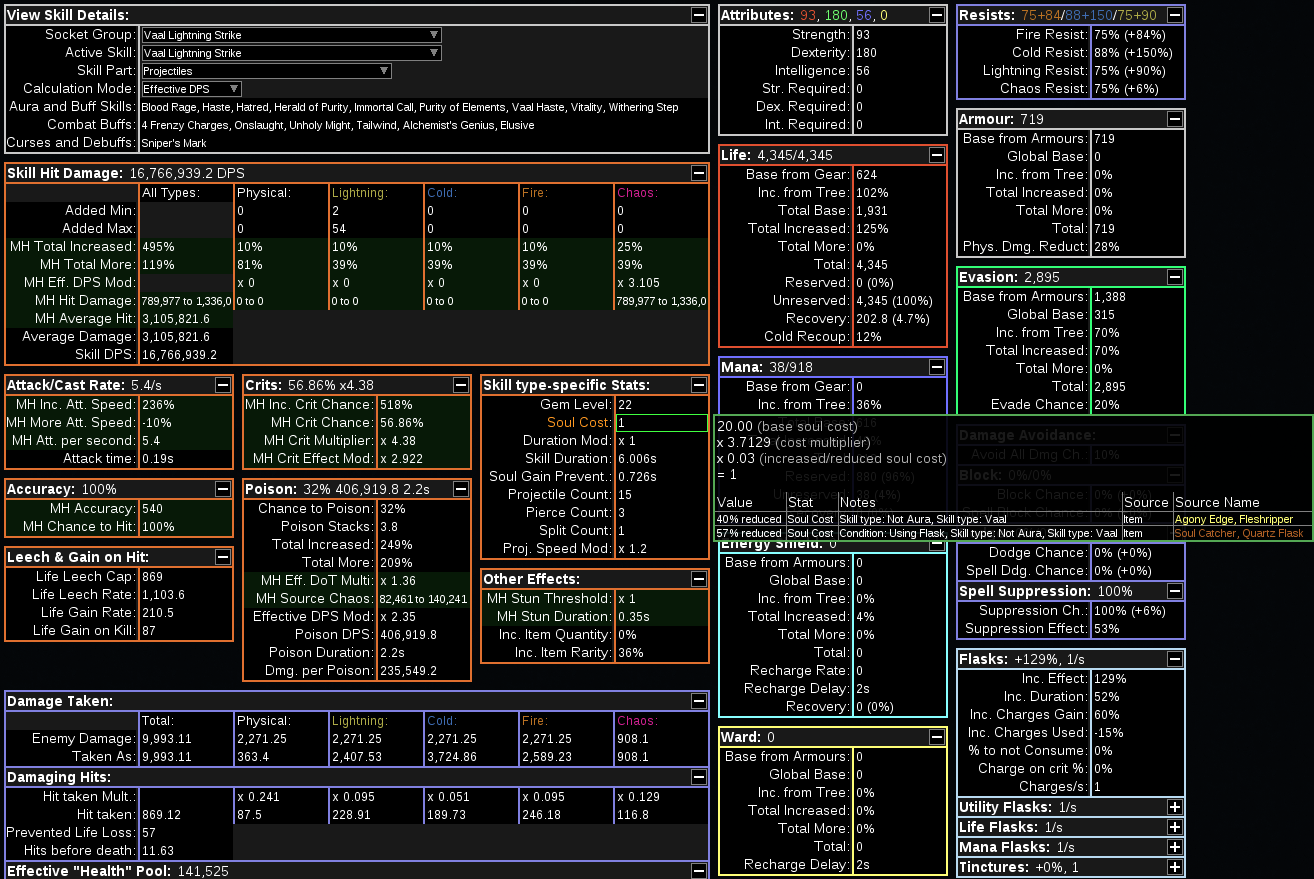 View Skill Details:
Socket Group: Vaal Lightning Strike
Active Skill: Vaal Lightning Strike
Skill Part: Projectiles
Calculation Mode: Effective DPS
Aura and Buff Skills: Blood Rage, Haste, Hatred, Herald of Purity, Immortal Call, Purity of Elements, Vaal Haste, Vitality, Withering Step
Combat Buffs: 4 Frenzy Charges, Onslaught, Unholy Might, Tailwind, Alchemist's Genius, Elusive
Curses and Debuffs: Sniper's Mark
Skill Hit Damage: 16,766,939.2 DPS
All Types: Physical: Lightning: Cold: Fire: Chaos:
Added Min: 0 2 0 0 0
Added Max: 0 54 0 0 0
MH Total Increased: 495% 10% 10% 10% 10% 25%
MH Total More: 119% 81% 39% 39% 39% 39%
MH Eff. DPS Mod: x 0 x 0 x 0 x 0 x 3.105
MH Hit Damage: 789,977 to 1,336,0 0 to 0 0 to 0 0 to 0 0 to 0 789,977 to 1,336,0
MH Average Hit: 3,105,821.6
Average Damage: 3,105,821.6
Skill DPS: 16,766,939.2
Attack/Cast Rate: 5.4/s
MH Inc. Att. Speed: 236%
MH More Att. Speed: -10%
MH Att. per second: 5.4
Attack time: 0.19s
Accuracy: 100%
MH Accuracy: 540
MH Chance to Hit: 100%
Leech & Gain on Hit:
Life Leech Cap: 869
Life Leech Rate: 1,103.6
Life Gain Rate: 210.5
Life Gain on Kill: 87
Crits: 56.86% x4.38
MH Inc. Crit Chance: 518%
MH Crit Chance: 56.86%
MH Crit Multiplier: x 4.38
MH Crit Effect Mod: x 2.922
Poison: 32% 406,919.8 2.2s
Chance to Poison: 32%
Poison Stacks: 3.8
Total Increased: 249%
Total More: 209%
MH Eff. DoT Multi: x 1.36
MH Source Chaos: 82,461 to 140,241
Effective DPS Mod: x 2.35
Poison DPS: 406,919.8
Poison Duration: 2.2s
Dmg. per Poison: 235,549.2
Skill type-specific Stats:
Gem Level: 22
Soul Cost: 1
Duration Mod: x 1
Skill Duration: 6.006s
Soul Gain Prevent.: 0.726s
Projectile Count: 15
Pierce Count: 3
Split Count: 1
Proj. Speed Mod: x 1.2
Other Effects:
MH Stun Threshold: x 1
MH Stun Duration: 0.35s
Inc. Item Quantity: 0%
Inc. Item Rarity: 36%
Damage Taken:
Total: Physical: Lightning: Cold: Fire: Chaos:
Enemy Damage: 9,993.11 2,271.25 2,271.25 2,271.25 2,271.25 908.1
Taken As: 9,993.11 363.4 2,407.53 3,724.86 2,589.23 908.1
Damaging Hits:
Hit taken Mult.: x 0.241 x 0.095 x 0.051 x 0.095 x 0.129
Hit taken: 869.12 87.5 228.91 189.73 246.18 116.8
Prevented Life Loss: 57
Hits before death: 11.63
Effective "Health" Pool: 141,525
Attributes: 93, 180, 56, 0
Strength: 93
Dexterity: 180
Intelligence: 56
Str. Required: 0
Dex. Required: 0
Int. Required: 0
Life: 4,345/4,345
Base from Gear: 624
Inc. from Tree: 102%
Total Base: 1,931
Total Increased: 125%
Total More: 0%
Total: 4,345
Reserved: 0 (0%)
Unreserved: 4,345 (100%)
Recovery: 202.8 (4.7%)
Cold Recoup: 12%
Mana: 38/918
Base from Gear: 0
Inc. from Tree: 36%
20.00 (base soul cost)
x 3.7129 (cost multiplier)
x 0.03 (increased/reduced soul cost)
= 1
Value Stat Notes Source Source Name
40% reduced Soul Cost Skill type: Not Aura, Skill type: Vaal Item Agony Edge, Fleshripper
57% reduced Soul Cost Condition: Using Flask, Skill type: Not Aura, Skill type: Vaal Item Soul Catcher, Quartz Flask
Energy Shield: 0
Base from Armours: 0
Global Base: 0
Inc. from Tree: 0%
Total Increased: 4%
Total More: 0%
Total: 0
Recharge Rate: 0
Recharge Delay: 2s
Recovery: 0 (0%)
Ward: 0
Base from Armours: 0
Global Base: 0
Inc. from Tree: 0%
Total Increased: 0%
Total More: 0%
Total: 0
Recharge Delay: 2s
Resists: 75+84/88+150/75+90
Fire Resist: 75% (+84%)
Cold Resist: 88% (+150%)
Lightning Resist: 75% (+90%)
Chaos Resist: 75% (+6%)
Armour: 719
Base from Armours: 719
Global Base: 0
Inc. from Tree: 0%
Total Increased: 0%
Total More: 0%
Total: 719
Phys. Dmg. Reduct: 28%
Evasion: 2,895
Base from Armours: 1,388
Global Base: 315
Inc. from Tree: 70%
Total Increased: 70%
Total More: 0%
Total: 2,895
Evade Chance: 20%
Damage Avoidance:
Avoid All Dmg Ch.: 10%
Block: 0%/0%
Dodge Chance: 0% (+0%)
Spell Ddg. Chance: 0% (+0%)
Spell Suppression: 100%
Suppression Ch.: 100% (+6%)
Suppression Effect: 53%
Flasks: +129%, 1/s
Inc. Effect: 129%
Inc. Duration: 52%
Inc. Charges Gain: 60%
Inc. Charges Used: -15%
% to not Consume: 0%
Charge on crit %: 0%
Charges/s: 1
Utility Flasks: 1/s
Life Flasks: 1/s
Mana Flasks: 1/s
Tinctures: +0%, 1